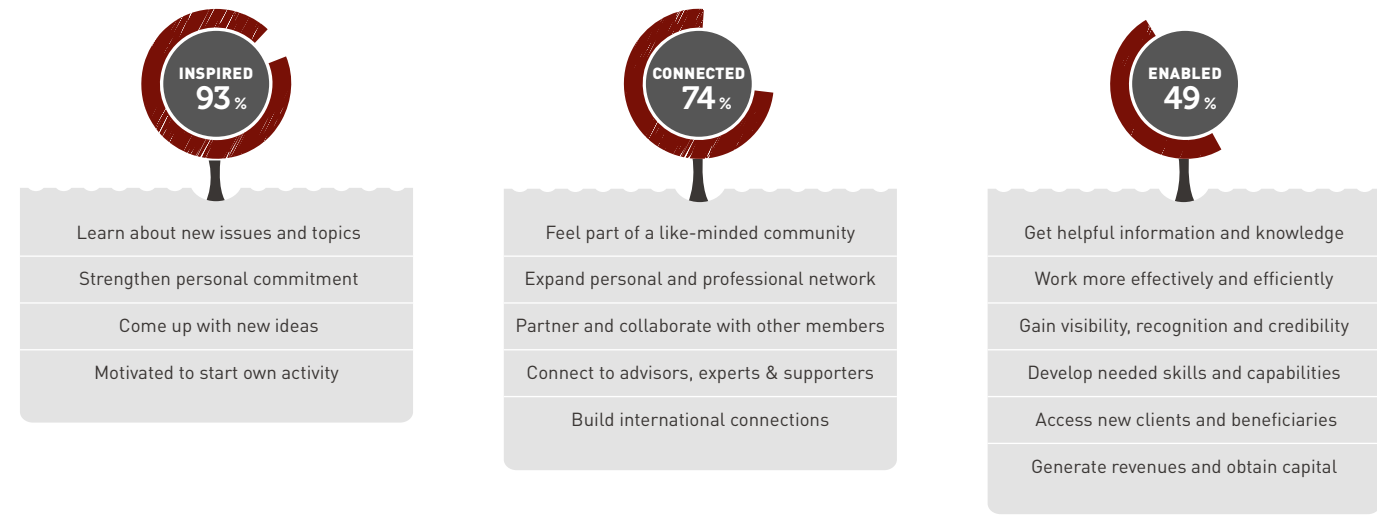 INSPIRED
93 %
Learn about new issues and topics
Strengthen personal commitment
Come up with new ideas
Motivated to start own activity
CONNECTED
74 %
Feel part of a like-minded community
Expand personal and professional network
Partner and collaborate with other members
Connect to advisors, experts & supporters
Build international connections
ENABLED
49 %
Get helpful information and knowledge
Work more effectively and efficiently
Gain visibility, recognition and credibility
Develop needed skills and capabilities
Access new clients and beneficiaries
Generate revenues and obtain capital